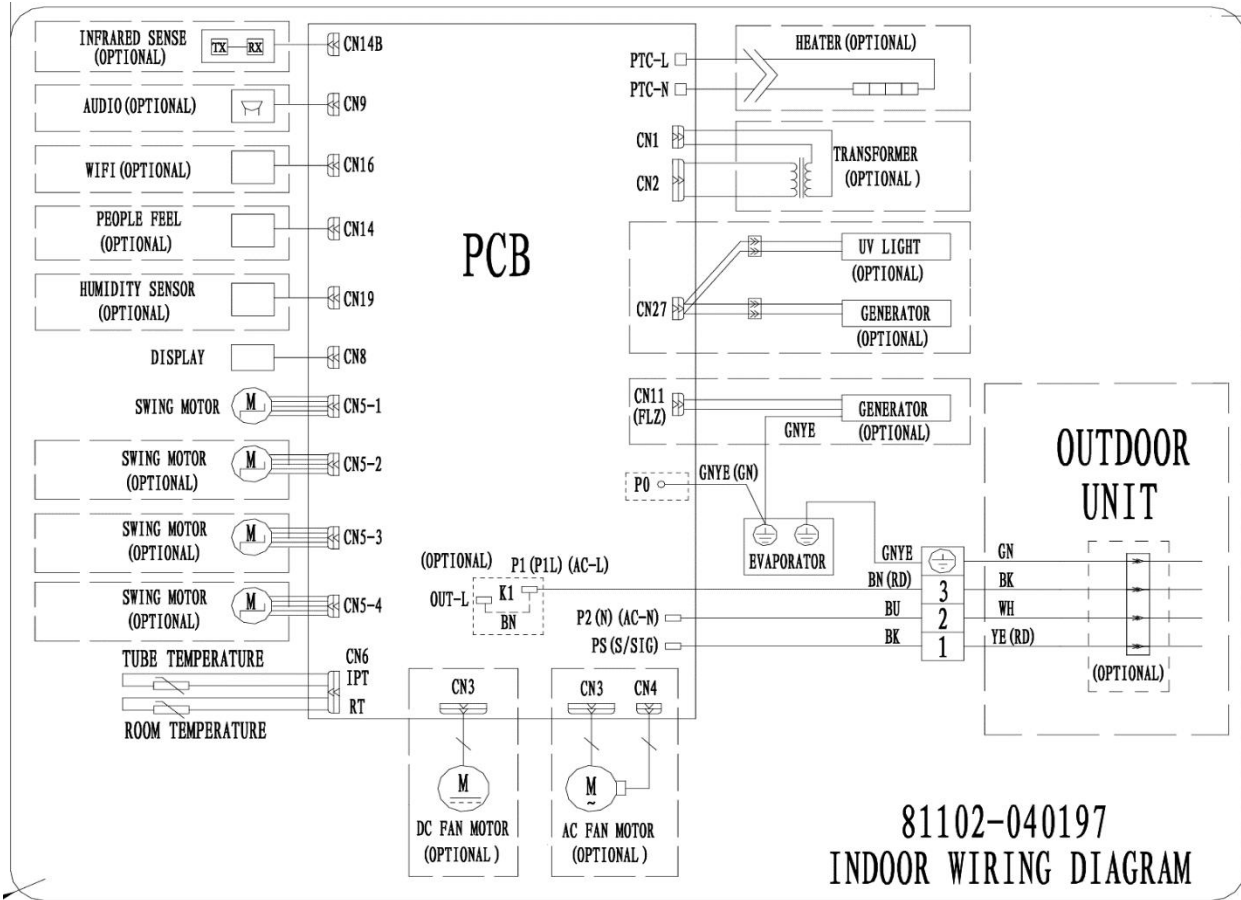 INFRARED SENSE
(OPTIONAL)
TX
RX
CN14B
AUDIO(OPTIONAL)
CN9
WIFI(OPTIONAL)
CN16
PEOPLE FEEL
(OPTIONAL)
CN14
HUMIDITY SENSOR
(OPTIONAL)
CN19
DISPLAY
CN8
SWING MOTOR
M
CN5-1
SWING MOTOR
(OPTIONAL)
M
CN5-2
SWING MOTOR
(OPTIONAL)
M
CN5-3
SWING MOTOR
(OPTIONAL)
M
CN5-4
TUBE TEMPERATURE
CN6
IPT
RT
ROOM TEMPERATURE
PCB
PTC-L
PTC-N
HEATER(OPTIONAL)
CN1
CN2
TRANSFORMER
(OPTIONAL)
CN27
UV LIGHT
(OPTIONAL)
GENERATOR
(OPTIONAL)
CN11
(FLZ)
GENERATOR
(OPTIONAL)
GNYE
P0
GNYE(GN)
EVAPORATOR
(OPTIONAL)
P1(P1L)(AC-L)
OUT-L
K1
BN
P2(N)(AC-N)
PS(S/SIG)
GNYE
BN(RD)
BU
BK
3
2
1
GN
BK
WH
YE(RD)
OUTDOOR
UNIT
(OPTIONAL)
CN3
M
DC FAN MOTOR
(OPTIONAL)
CN3
CN4
M
~
AC FAN MOTOR
(OPTIONAL)
81102-040197
INDOOR WIRING DIAGRAM